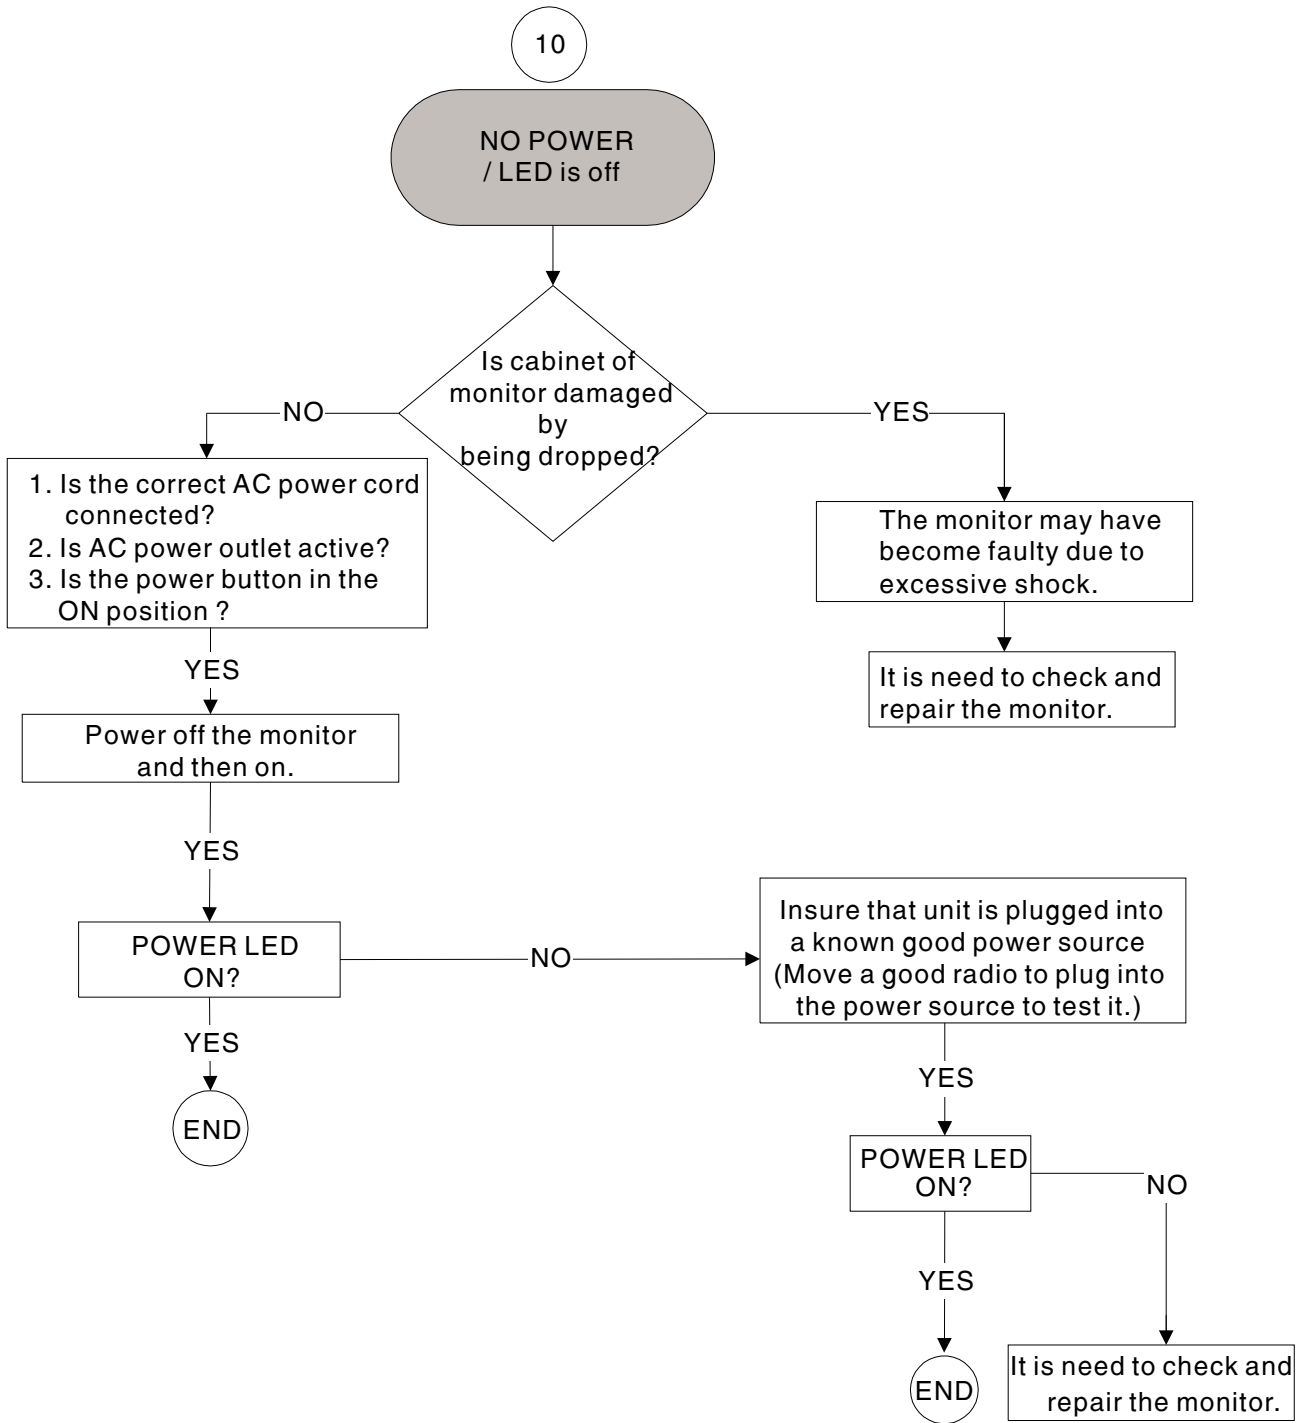 10
NO POWER
/ LED is off
Is cabinet of
monitor damaged
by
being dropped?
NO
YES
1. Is the correct AC power cord
connected?
2. Is AC power outlet active?
3. Is the power button in the
ON position ?
The monitor may have
become faulty due to
excessive shock.
YES
It is need to check and
repair the monitor.
Power off the monitor
and then on.
YES
POWER LED
ON?
NO
Insure that unit is plugged into
a known good power source
(Move a good radio to plug into
the power source to test it.)
YES
END
YES
POWER LED
ON?
NO
YES
END
It is need to check and
repair the monitor.